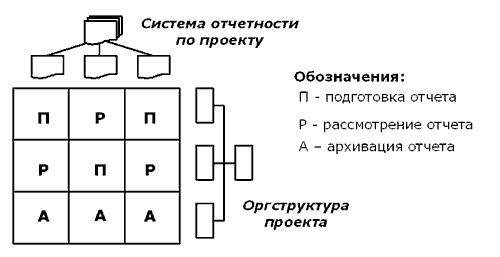 Система отчетности
по проекту
Обозначения:
П - подготовка отчета
Р - рассмотрение отчета
А – архивация отчета
П Р П
Р П Р
А А А
Оргструктура
проекта